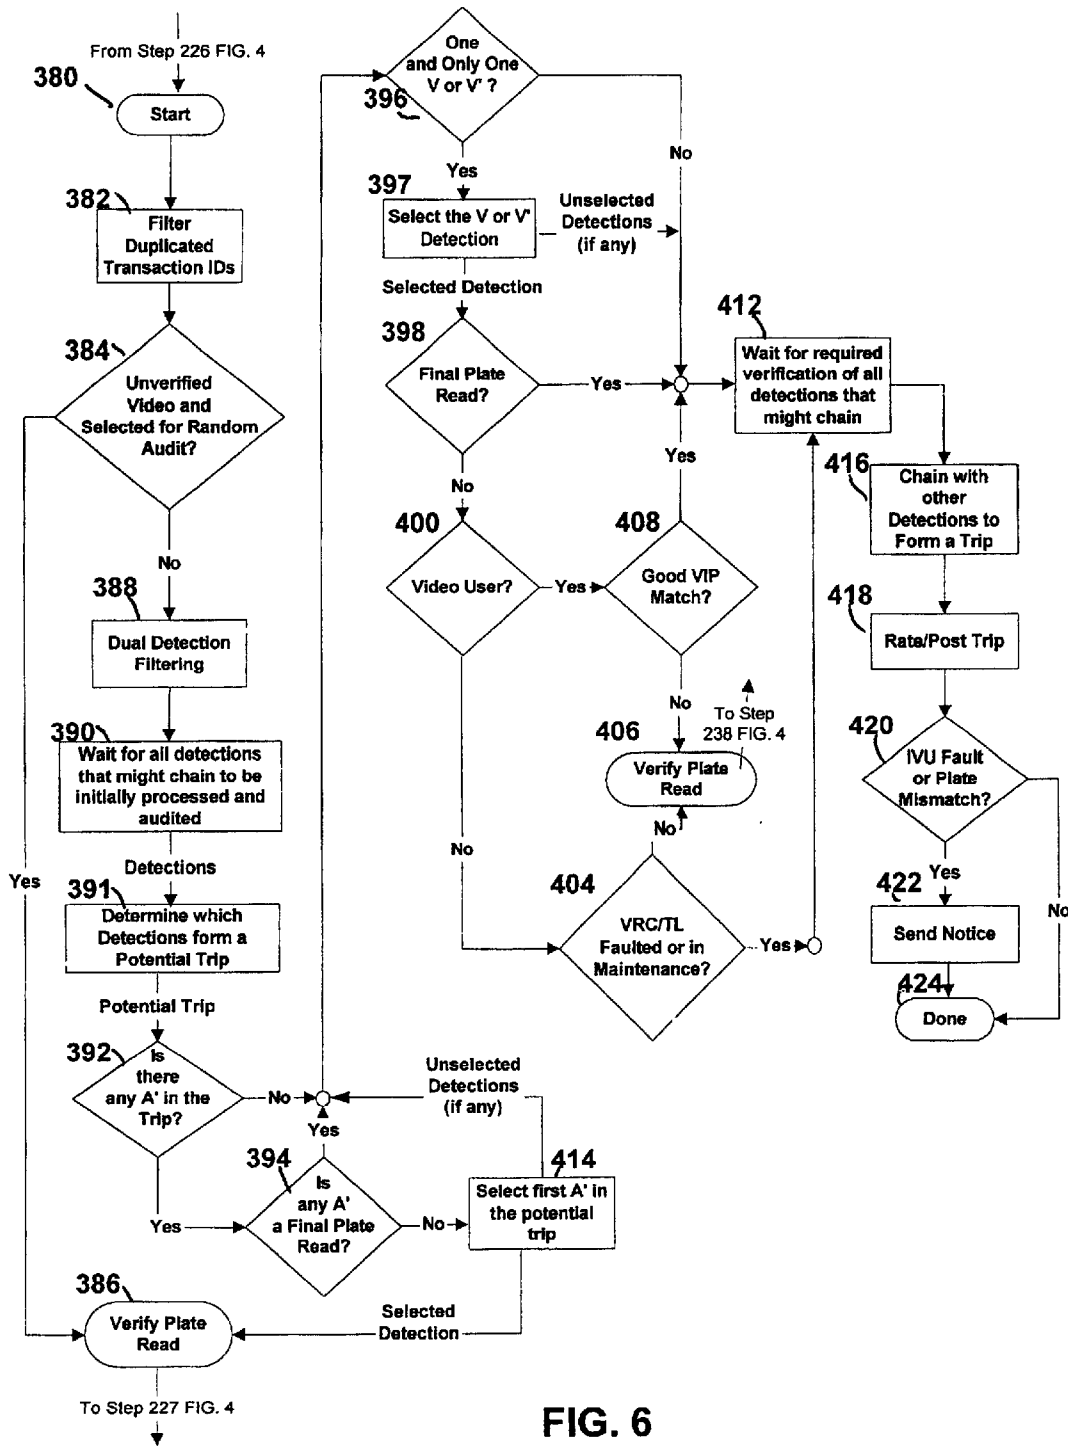 From Step 226 FIG. 4
380
Start
382
Filter
Duplicated
Transaction IDs
384
Unverified
Video and
Selected for Random
Audit?
No
388
Dual Detection
Filtering
390
Wait for all detections
that might chain to be
initially processed and
audited
Yes
Detections
391
Determine which
Detections form a
Potential Trip
Potential Trip
392
Is
there
any A' in the
Trip?
No
Yes
394
Is
any A'
a Final Plate
Read?
Yes
No
414
Select first A' in
the potential
trip
Unselected
Detections
(if any)
Selected
Detection
386
Verify Plate
Read
To Step 227 FIG. 4
One
and Only One
V or V' ?
396
No
Yes
397
Select the V or V'
Detection
Unselected
Detections
(if any)
Selected Detection
398
Final Plate
Read?
Yes
No
400
Video User?
Yes
408
Good VIP
Match?
Yes
No
To Step
238 FIG. 4
406
Verify Plate
Read
No
No
404
VRC/TL
Faulted or in
Maintenance?
Yes
412
Wait for required
verification of all
detections that
might chain
416
Chain with
other
Detections to
Form a Trip
418
Rate/Post Trip
420
IVU Fault
or Plate
Mismatch?
Yes
No
422
Send Notice
424
Done
FIG. 6